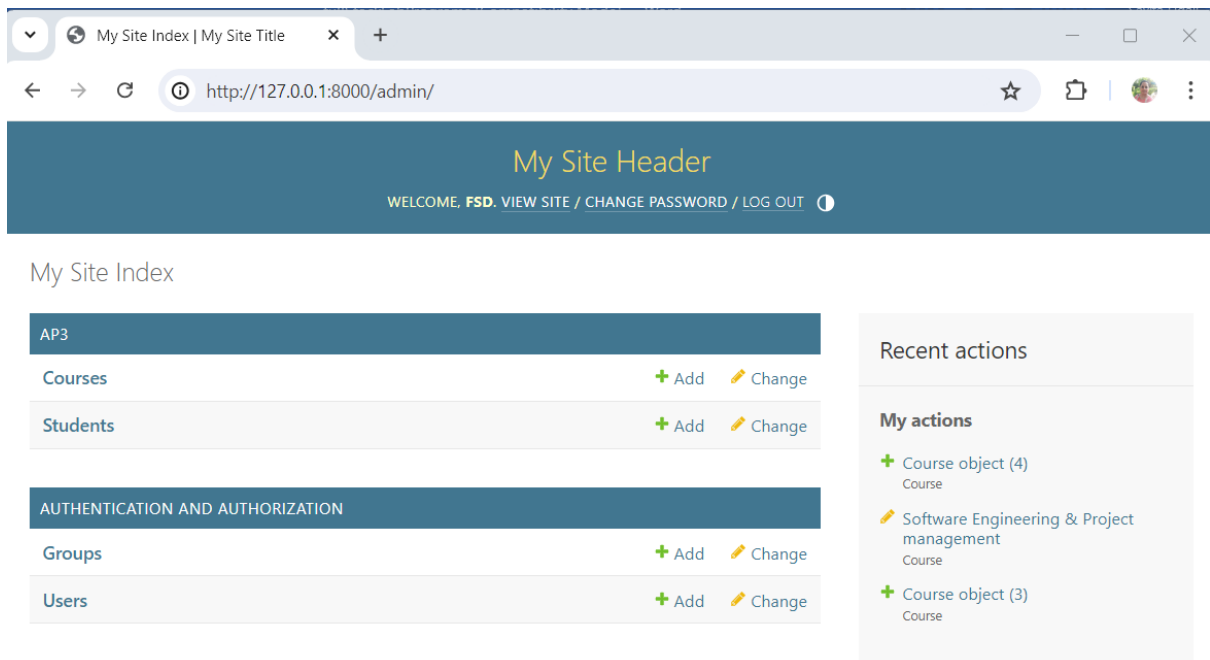 My Site Index | My Site Title
http://127.0.0.1:8000/admin/
My Site Header
WELCOME, FSD. VIEW SITE / CHANGE PASSWORD / LOG OUT
My Site Index
AP3
Courses Add Change
Students Add Change
AUTHENTICATION AND AUTHORIZATION
Groups Add Change
Users Add Change
Recent actions
My actions
Course object (4)
Course
Software Engineering & Project
management
Course
Course object (3)
Course